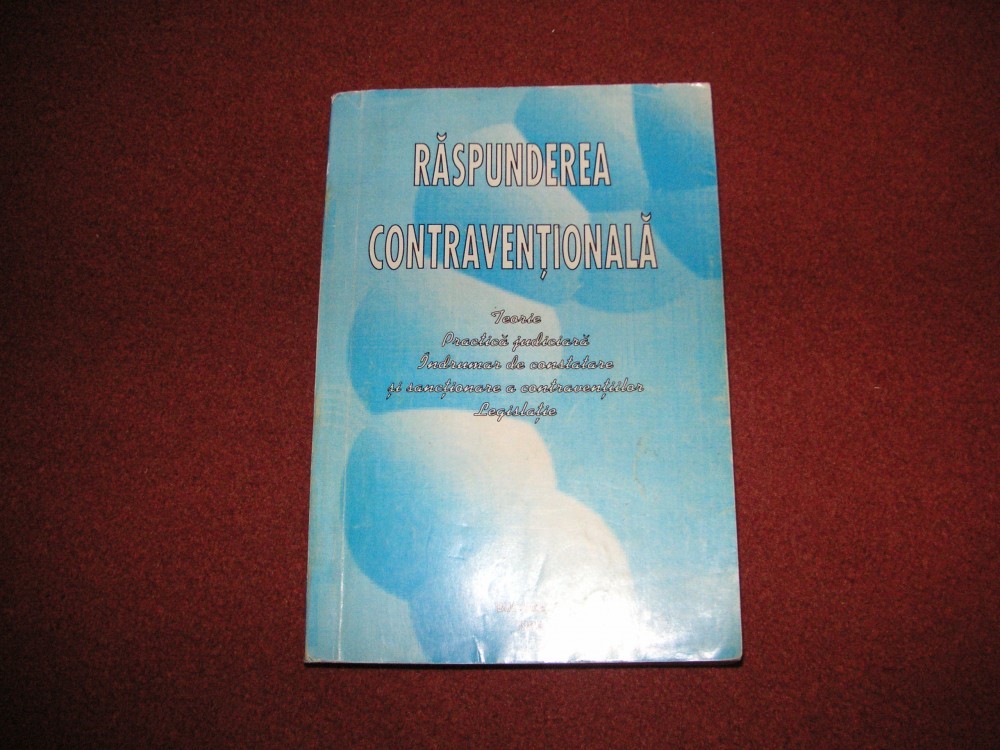 RĂSPUNDEREA
CONTRAVENȚIONALĂ
Teorie
Practică judiciară
Îndrumar de constatare
și sancționare a contravențiilor
Legislație